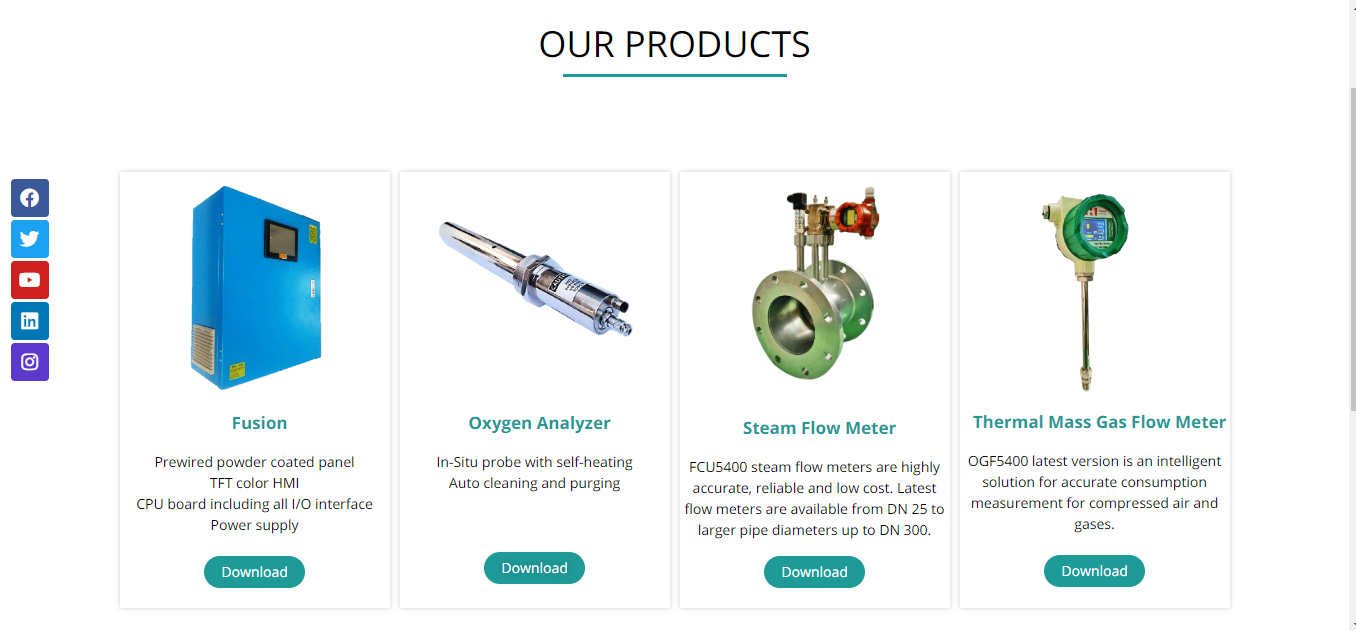 OUR PRODUCTS
Fusion
Prewired powder coated panel
TFT color HMI
CPU board including all I/O interface
Power supply
Download
Oxygen Analyzer
In-Situ probe with self-heating
Auto cleaning and purging
Download
Steam Flow Meter
FCU5400 steam flow meters are highly
accurate, reliable and low cost. Latest
flow meters are available from DN 25 to
larger pipe diameters up to DN 300.
Download
Thermal Mass Gas Flow Meter
OGF5400 latest version is an intelligent
solution for accurate consumption
measurement for compressed air and
gases.
Download